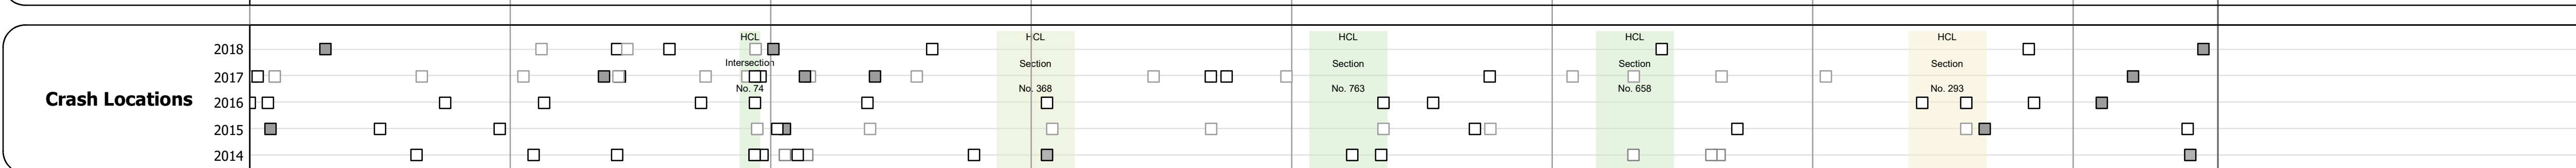 Crash Locations
2018
2017
2016
2015
2014
HCL
Intersection
No. 74
HCL
Section
No. 368
HCL
Section
No. 763
HCL
Section
No. 658
HCL
Section
No. 293